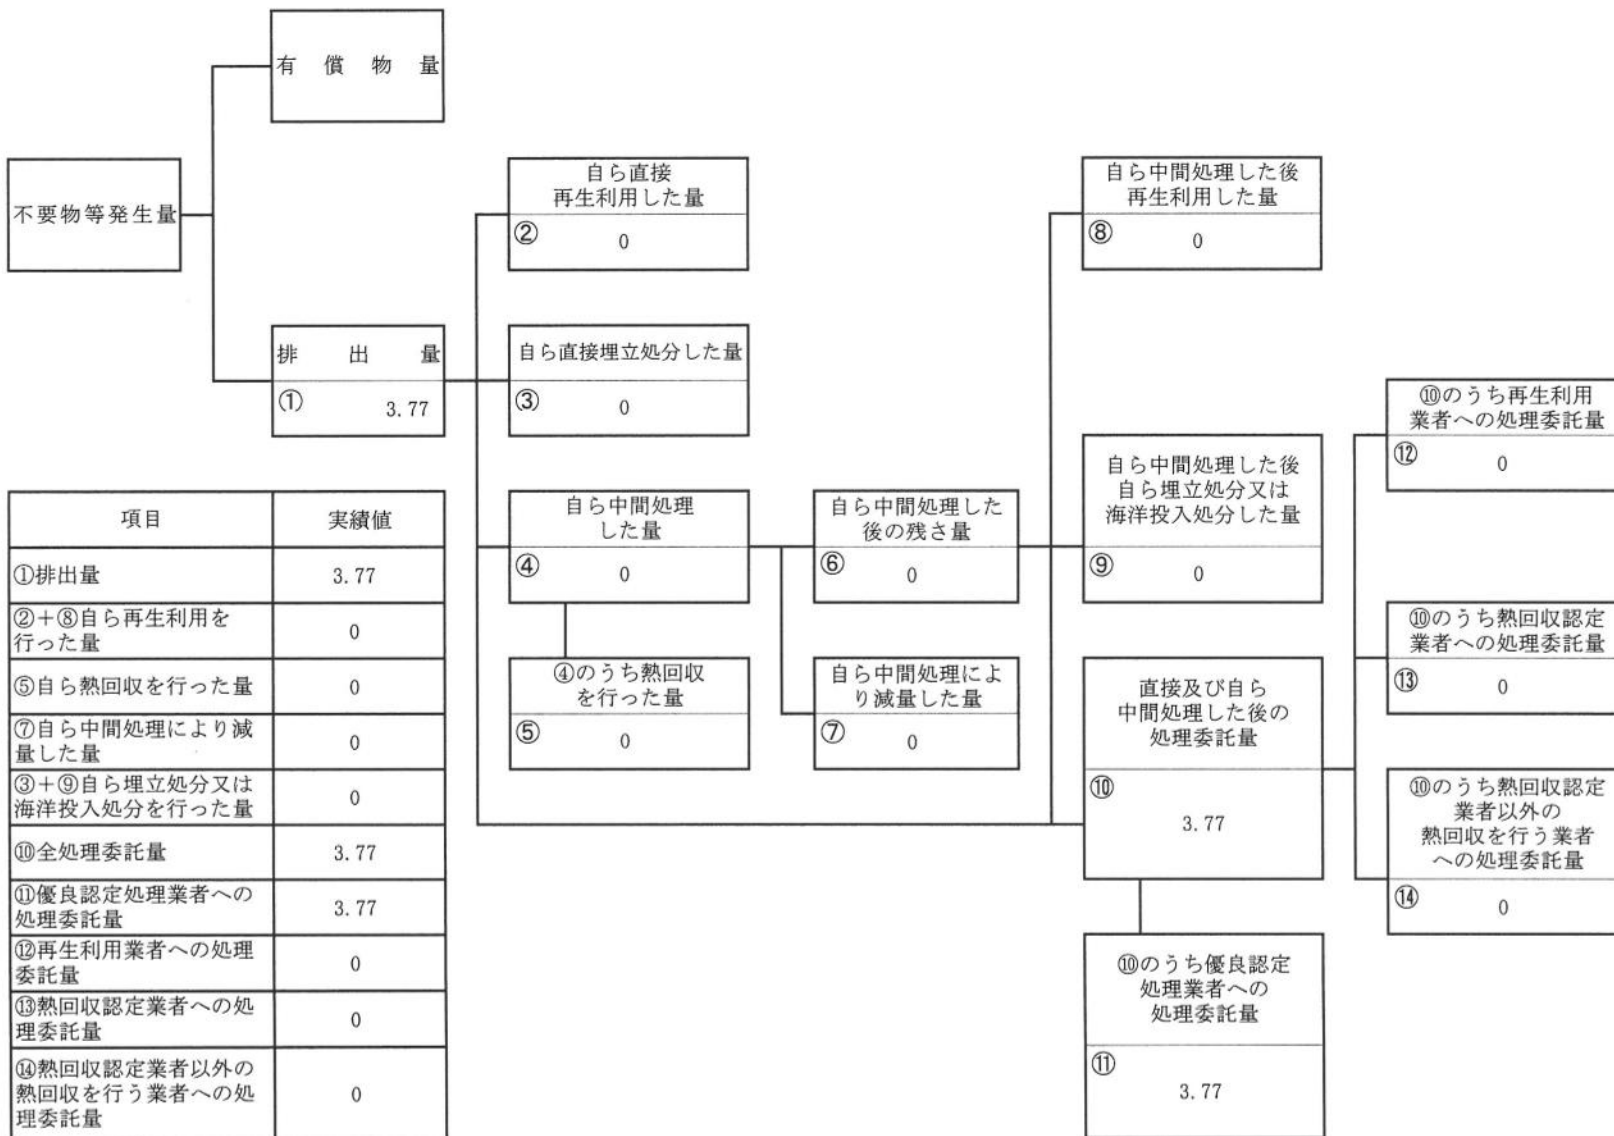 有償物量
不要物等発生量
排出量
① 3.77
自ら直接
再生利用した量
② 0
自ら直接埋立処分した量
③ 0
自ら中間処理
した量
④ 0
④のうち熱回収
を行った量
⑤ 0
自ら中間処理した
後の残さ量
⑥ 0
自ら中間処理によ
り減量した量
⑦ 0
自ら中間処理した後
再生利用した量
⑧ 0
自ら中間処理した後
自ら埋立処分又は
海洋投入処分した量
⑨ 0
直接及び自ら
中間処理した後の
処理委託量
⑩
3.77
⑩のうち優良認定
処理業者への
処理委託量
⑪
3.77
⑩のうち再生利用
業者への処理委託量
⑫ 0
⑩のうち熱回収認定
業者への処理委託量
⑬ 0
⑩のうち熱回収認定
業者以外の
熱回収を行う業者
への処理委託量
⑭ 0
項目 実績値
①排出量 3.77
②+⑧自ら再生利用を
行った量 0
⑤自ら熱回収を行った量 0
⑦自ら中間処理により減
量した量 0
③+⑨自ら埋立処分又は
海洋投入処分を行った量 0
⑩全処理委託量 3.77
⑪優良認定処理業者への
処理委託量 3.77
⑫再生利用業者への処理
委託量 0
⑬熱回収認定業者への処
理委託量 0
⑭熱回収認定業者以外の
熱回収を行う業者への処
理委託量 0